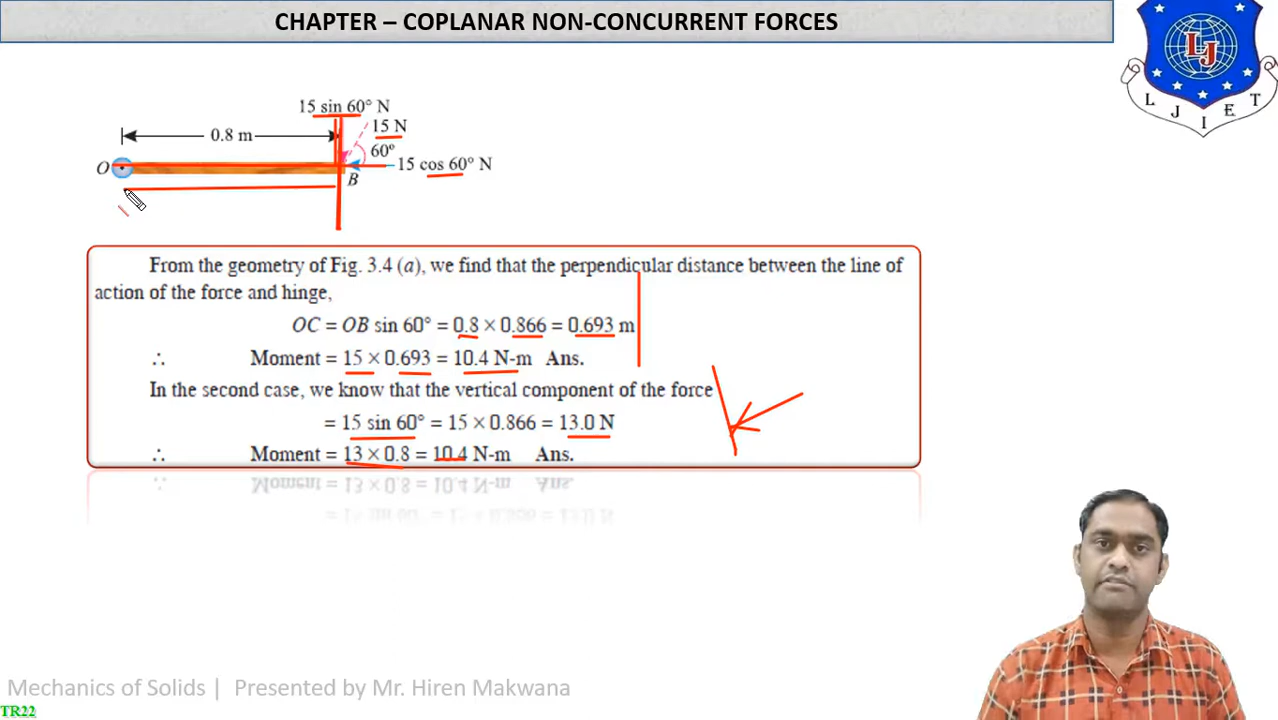 CHAPTER – COPLANAR NON-CONCURRENT FORCES
LJ
L J I E T
15 sin 60° N
15 N
0.8 m
60°
O
15 cos 60° N
B
From the geometry of Fig. 3.4 (a), we find that the perpendicular distance between the line of
action of the force and hinge,
OC = OB sin 60° = 0.8 × 0.866 = 0.693 m
∴ Moment = 15 × 0.693 = 10.4 N-m Ans.
In the second case, we know that the vertical component of the force
= 15 sin 60° = 15 × 0.866 = 13.0 N
∴ Moment = 13 × 0.8 = 10.4 N-m Ans.
Mechanics of Solids | Presented by Mr. Hiren Makwana
TR22